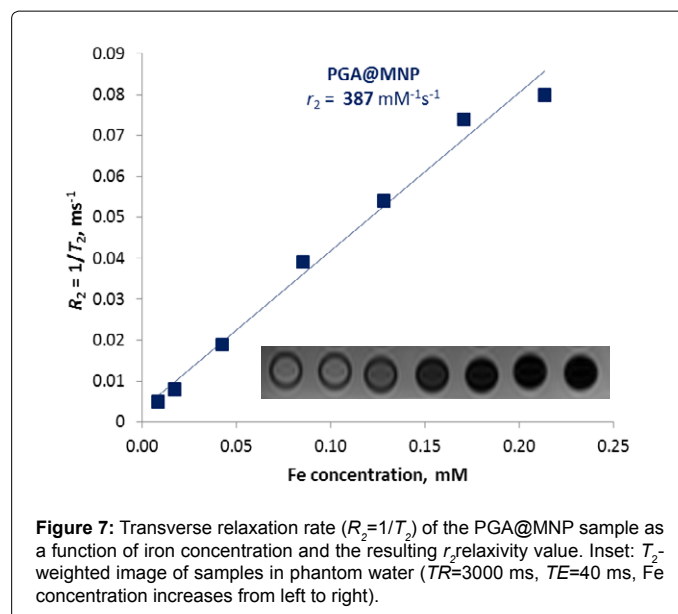 0.09
0.08
0.07
0.06
0.05
0.04
0.03
0.02
0.01
0
R₂ = 1/T₂, ms⁻¹
PGA@MNP
r₂ = 387 mM⁻¹s⁻¹
0.00 0.05 0.10 0.15 0.20 0.25
Fe concentration, mM
Figure 7: Transverse relaxation rate (R₂=1/T₂) of the PGA@MNP sample as
a function of iron concentration and the resulting r₂relaxivity value. Inset: T₂-
weighted image of samples in phantom water (TR=3000 ms, TE=40 ms, Fe
concentration increases from left to right).